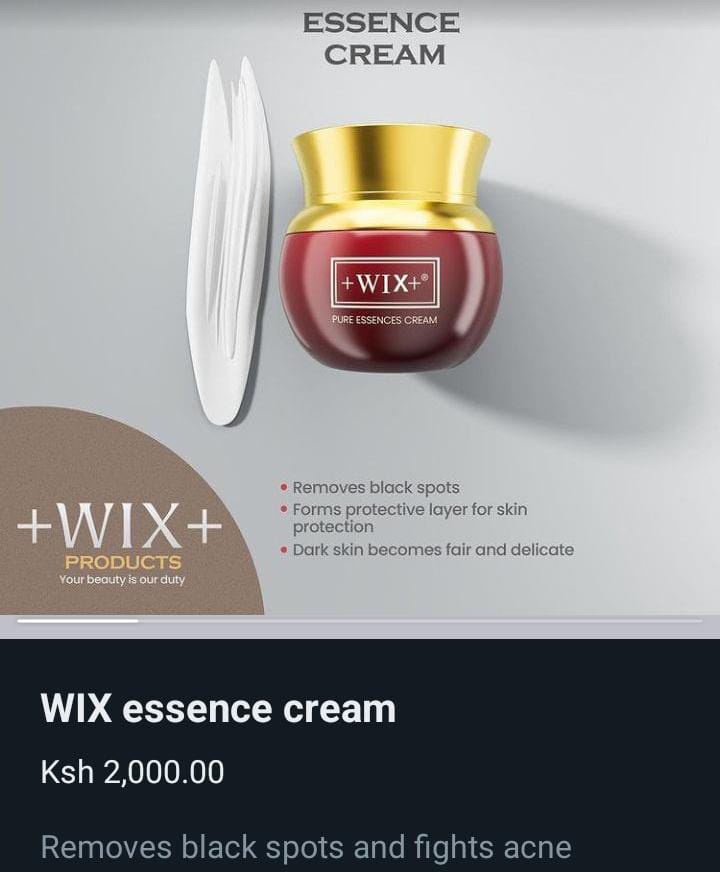 ESSENCE
CREAM
+WIX+®
PURE ESSENCES CREAM
• Removes black spots
• Forms protective layer for skin
protection
• Dark skin becomes fair and delicate
+WIX+
PRODUCTS
Your beauty is our duty
WIX essence cream
Ksh 2,000.00
Removes black spots and fights acne